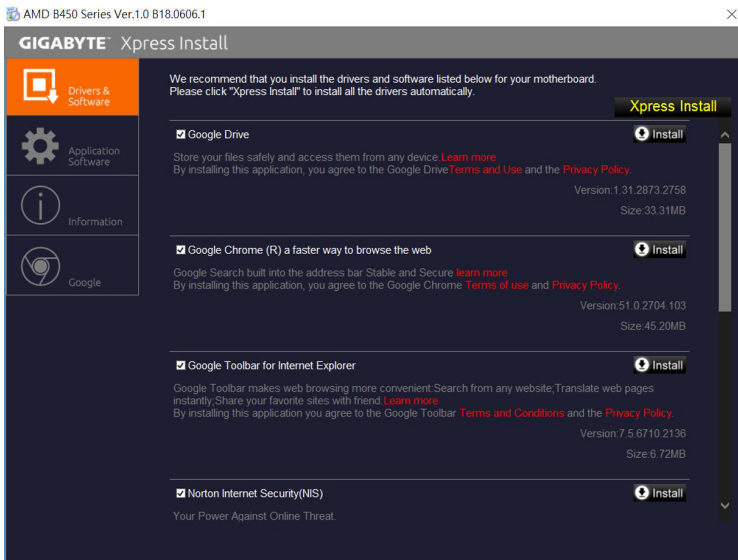 AMD B450 Series Ver.1.0 B18.0606.1
GIGABYTE™ Xpress Install
Drivers &
Software
Application
Software
Information
Google
We recommend that you install the drivers and software listed below for your motherboard.
Please click "Xpress Install" to install all the drivers automatically.
Xpress Install
Google Drive
Install
Store your files safely and access them from any device.Learn more
By installing this application, you agree to the Google DriveTerms and Use and the Privacy Policy.
Version:1.31.2873.2758
Size:33.31MB
Google Chrome (R) a faster way to browse the web
Install
Google Search built into the address bar Stable and Secure learn more
By installing this application, you agree to the Google Chrome Terms of use and Privacy Policy.
Version:51.0.2704.103
Size:45.20MB
Google Toolbar for Internet Explorer
Install
Google Toolbar makes web browsing more convenient:Search from any website;Translate web pages
instantly;Share your favorite sites with friend.Learn more
By installing this application you agree to the Google Toolbar Terms and Conditions and the Privacy Policy.
Version:7.5.6710.2136
Size:6.72MB
Norton Internet Security(NIS)
Install
Your Power Against Online Threat.